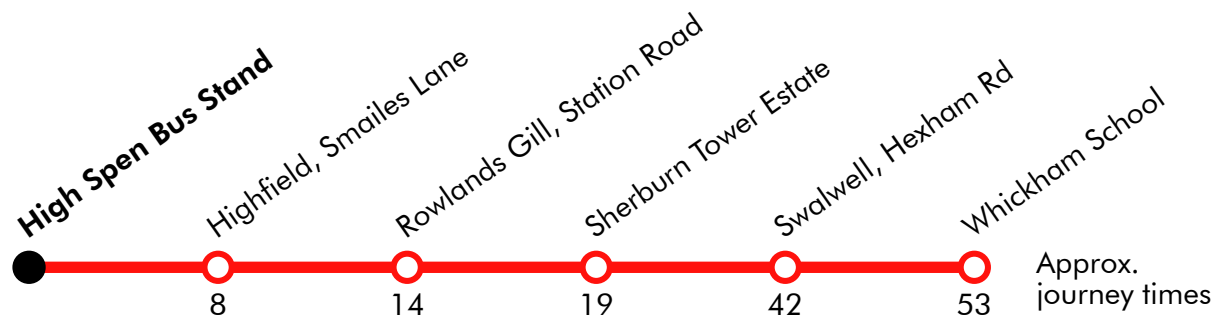 High Spen Bus Stand
Highfield, Smailes Lane
Rowlands Gill, Station Road
Sherburn Tower Estate
Swalwell, Hexham Rd
Whickham School
8
14
19
42
53
Approx.
journey times